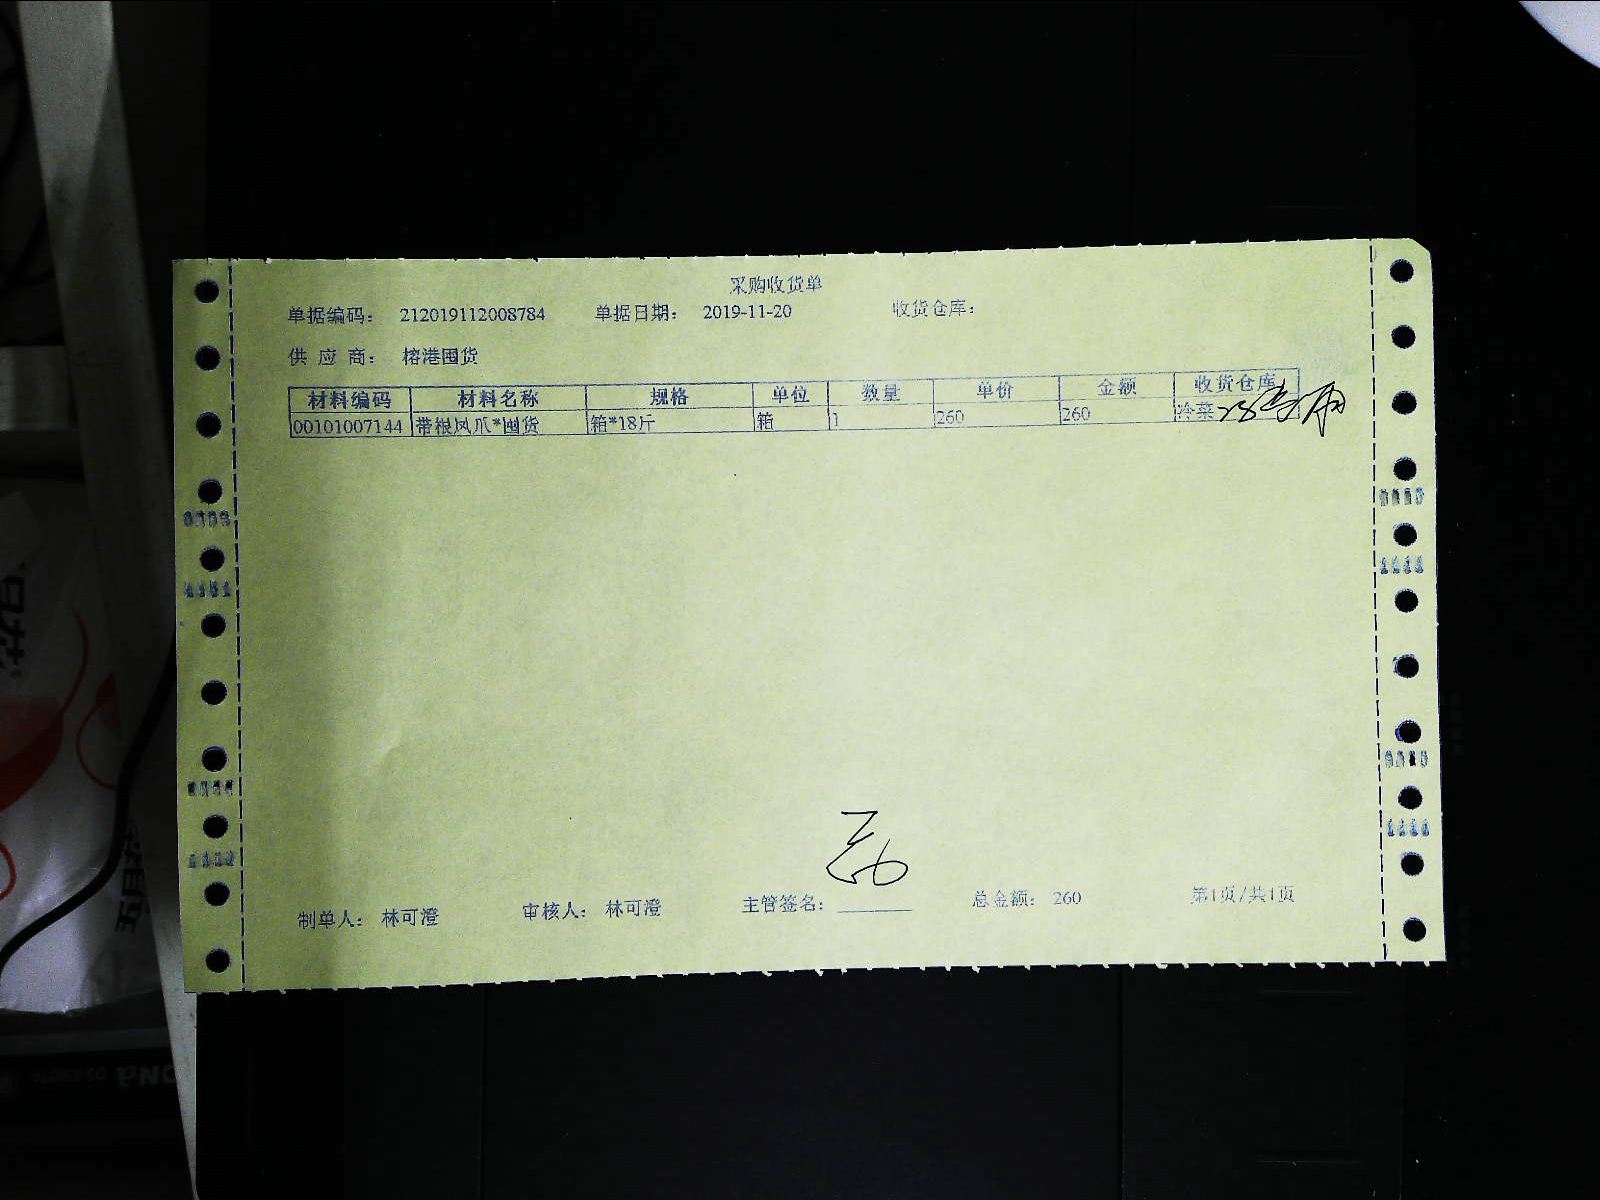 采购收货单
单据编码： 212019112008784 单据日期： 2019-11-20 收货仓库：
供 应 商： 榕港囤货
材料编码 材料名称 规格 单位 数量 单价 金额 收货仓库
00101007144 带根凤爪*囤货 箱*18斤 箱 1 260 260 冷菜
制单人： 林可澄 审核人： 林可澄 主管签名： 总金额： 260 第1页/共1页